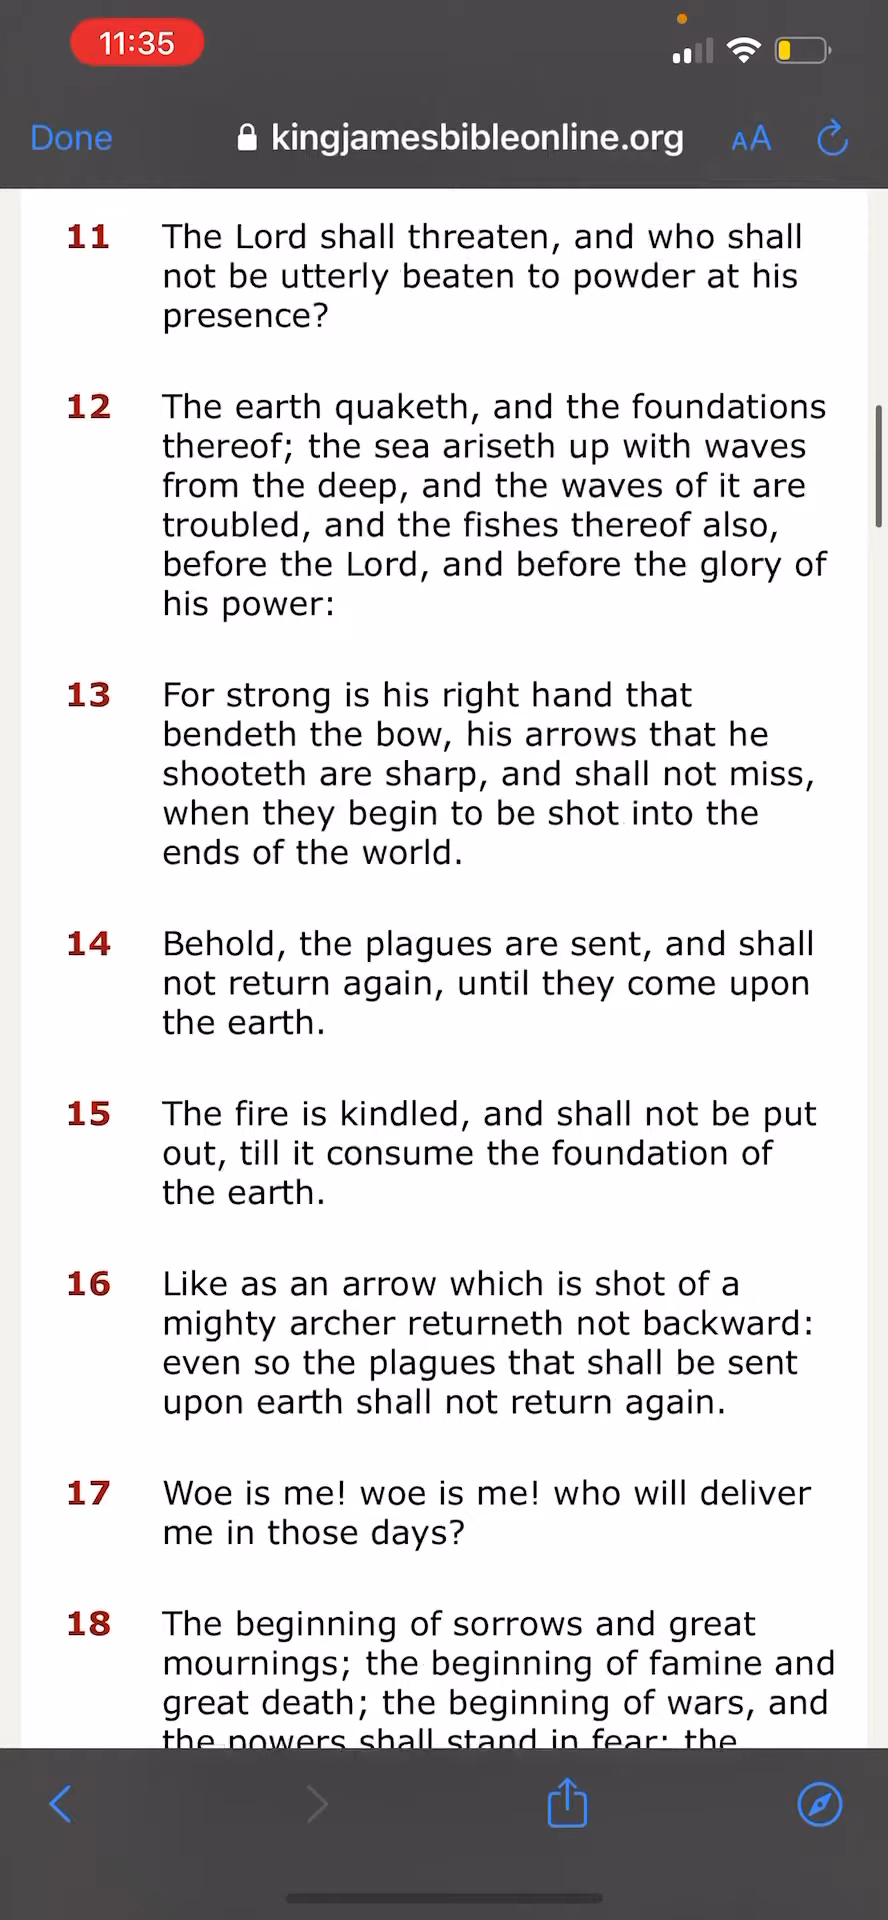 11:35
Done kingjamesbibleonline.org AA
11 The Lord shall threaten, and who shall
not be utterly beaten to powder at his
presence?
12 The earth quaketh, and the foundations
thereof; the sea ariseth up with waves
from the deep, and the waves of it are
troubled, and the fishes thereof also,
before the Lord, and before the glory of
his power:
13 For strong is his right hand that
bendeth the bow, his arrows that he
shooteth are sharp, and shall not miss,
when they begin to be shot into the
ends of the world.
14 Behold, the plagues are sent, and shall
not return again, until they come upon
the earth.
15 The fire is kindled, and shall not be put
out, till it consume the foundation of
the earth.
16 Like as an arrow which is shot of a
mighty archer returneth not backward:
even so the plagues that shall be sent
upon earth shall not return again.
17 Woe is me! woe is me! who will deliver
me in those days?
18 The beginning of sorrows and great
mournings; the beginning of famine and
great death; the beginning of wars, and
the powers shall stand in fear; the